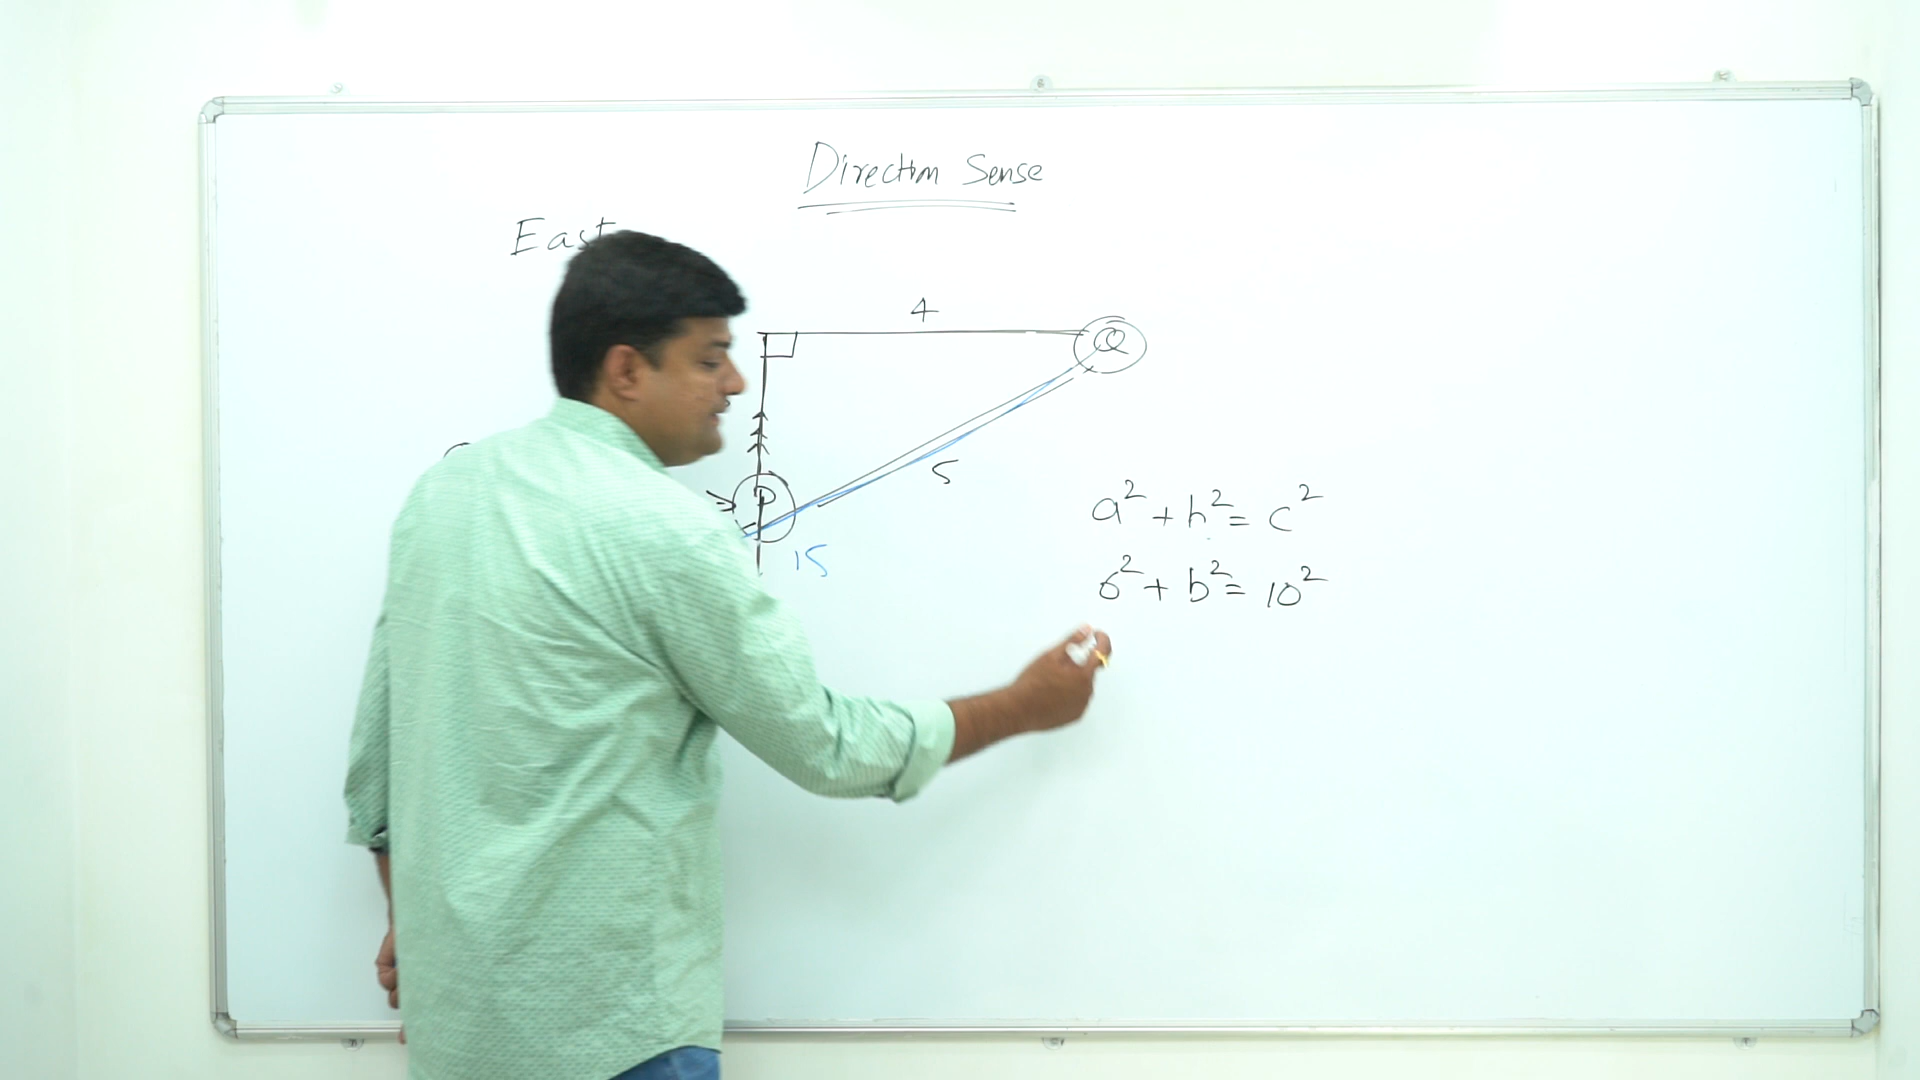 Direction Sense
East
4
Q
5
P
15
a² + b² = c²
6² + b² = 10²